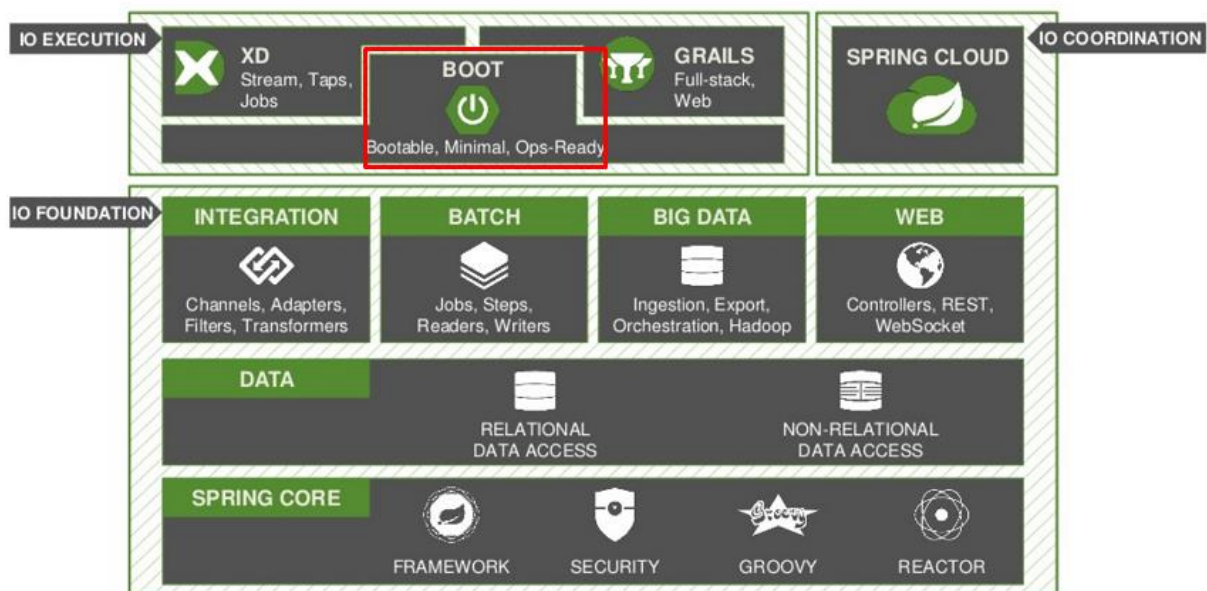 IO EXECUTION
XD
Stream, Taps,
Jobs
BOOT
Bootable, Minimal, Ops-Ready
GRAILS
Full-stack,
Web
SPRING CLOUD
IO COORDINATION
IO FOUNDATION
INTEGRATION
Channels, Adapters,
Filters, Transformers
BATCH
Jobs, Steps,
Readers, Writers
BIG DATA
Ingestion, Export,
Orchestration, Hadoop
WEB
Controllers, REST,
WebSocket
DATA
RELATIONAL
DATA ACCESS
NON-RELATIONAL
DATA ACCESS
SPRING CORE
FRAMEWORK
SECURITY
Groovy
GROOVY
REACTOR